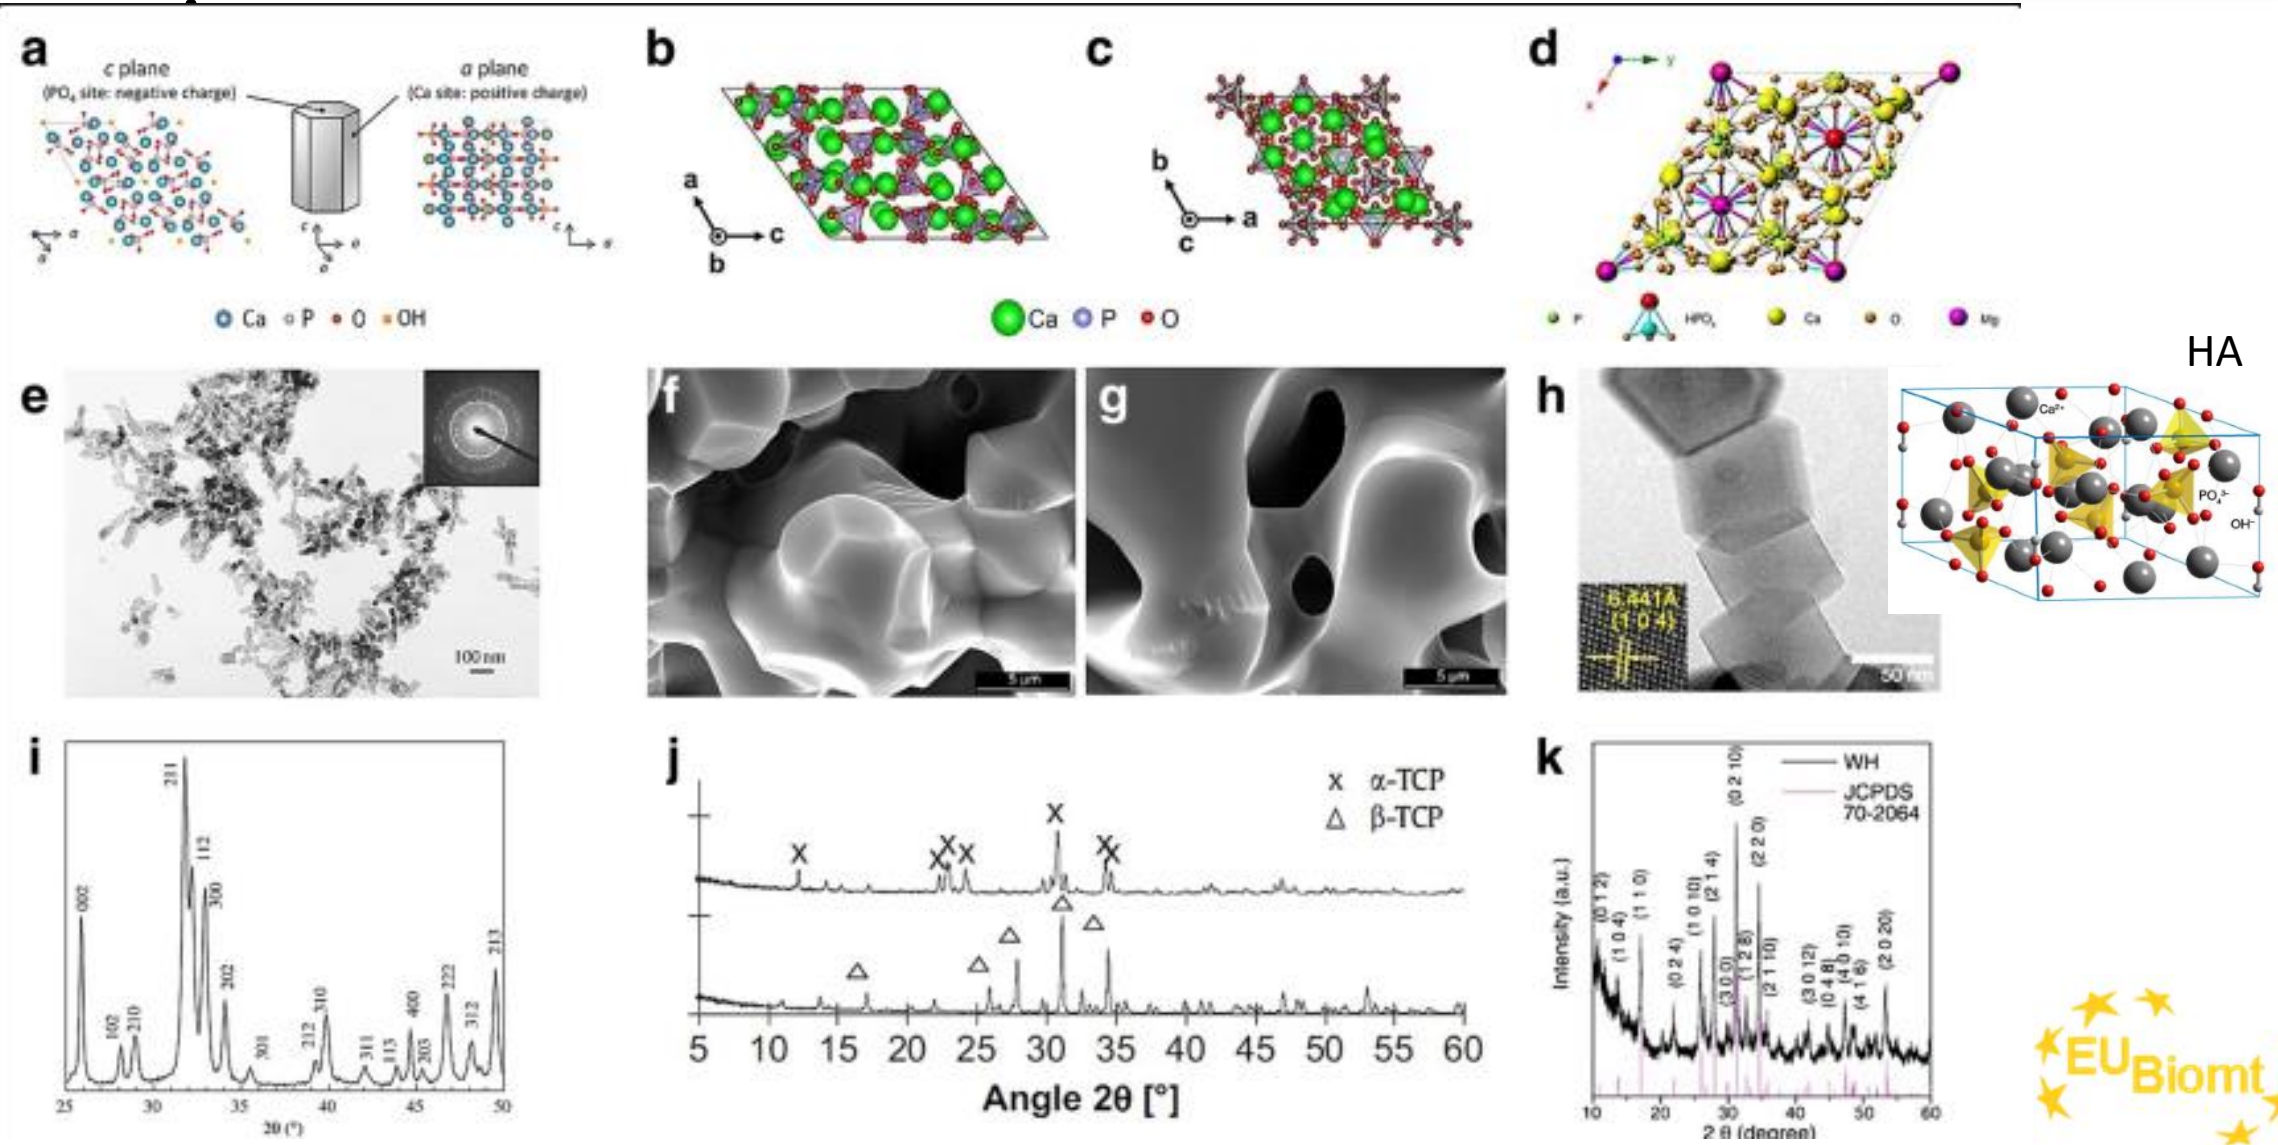 a
c plane
(PO4 site: negative charge)
a plane
(Ca site: positive charge)
c
a
c
a
Ca P O OH
b
a
c
b
c
b
a
c
Ca P O
d
y
P HPO4 Ca O Mg
HA
Ca2+
PO43-
OH-
e
100 nm
f
5 µm
g
5 µm
h
6.441Å
(1 0 4)
50 nm
i
002
102
210
211
112
300
202
301
212
310
311
113
400
203
222
312
213
25 30 35 40 45 50
2θ (°)
j
X α-TCP
△ β-TCP
X X X X X X X
△ △ △ △ △
5 10 15 20 25 30 35 40 45 50 55 60
Angle 2θ [°]
k
WH
JCPDS
70-2064
Intensity (a.u.)
(0 1 2)
(1 0 4)
(1 1 0)
(0 2 4)
(1 0 10)
(2 1 4)
(3 0 0)
(0 2 10)
(1 2 8)
(2 2 0)
(2 1 10)
(3 0 12)
(0 4 8)
(4 0 10)
(4 1 6)
(2 0 20)
10 20 30 40 50 60
2 θ (degree)
EUBiomt